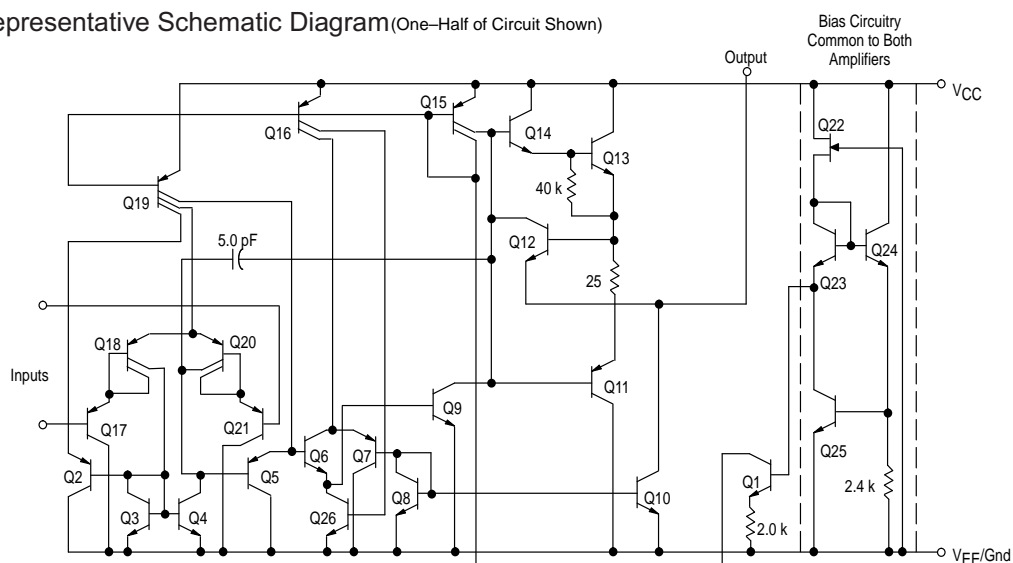 epresentative Schematic Diagram (One–Half of Circuit Shown)
Bias Circuitry
Common to Both
Amplifiers
Output
VCC
Q15
Q22
Q16
Q14
Q13
40 k
Q19
5.0 pF
Q12
Q24
Q23
25
Q18
Q20
Inputs
Q11
Q9
Q17
Q21
Q25
Q2
Q5
Q6
Q7
Q8
Q1
Q10
2.4 k
Q3
Q4
Q26
2.0 k
VEE/Gnd